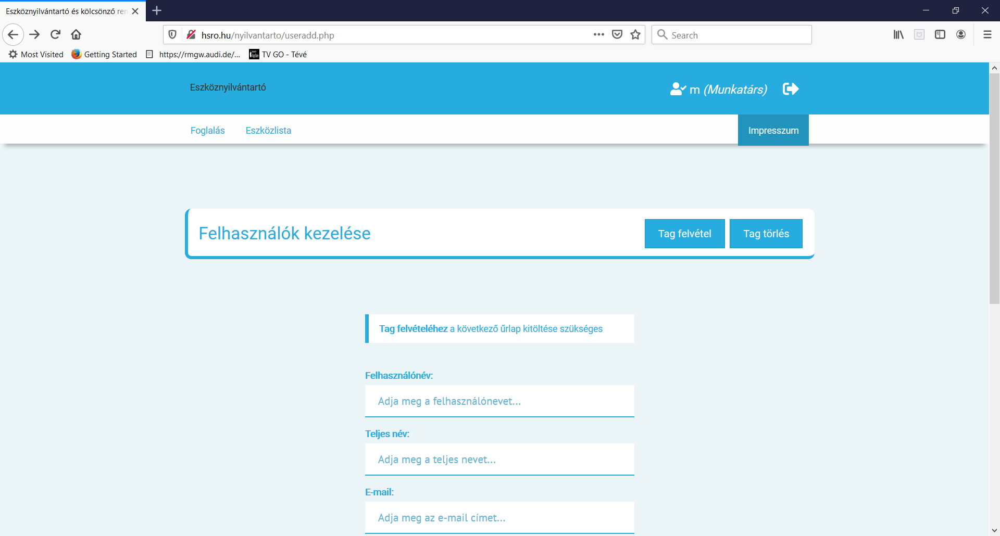 Eszköznyilvántartó és kölcsönző ren
hsro.hu/nyilvantarto/useradd.php
Search
Most Visited
Getting Started
https://rmgw.audi.de/...
TV GO - Tévé
Eszköznyilvántartó
m (Munkatárs)
Foglalás
Eszközlista
Impresszum
Felhasználók kezelése
Tag felvétel
Tag törlés
Tag felvételéhez a következő űrlap kitöltése szükséges
Felhasználónév:
Adja meg a felhasználónevet...
Teljes név:
Adja meg a teljes nevet...
E-mail:
Adja meg az e-mail címet...